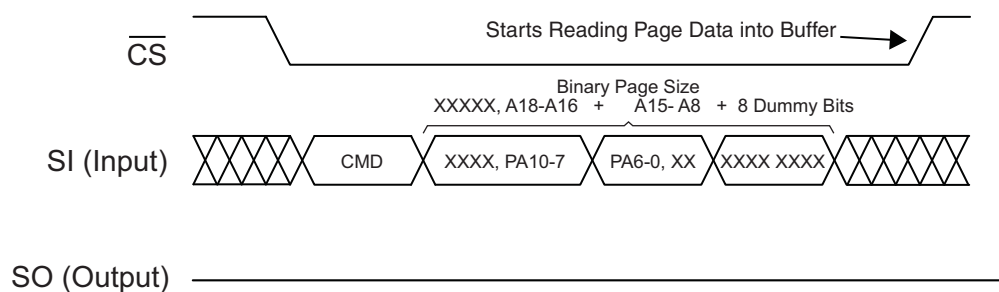 Starts Reading Page Data into Buffer
CS
Binary Page Size
XXXXX, A18-A16 + A15- A8 + 8 Dummy Bits
SI (Input) CMD XXXX, PA10-7 PA6-0, XX XXXX XXXX
SO (Output)